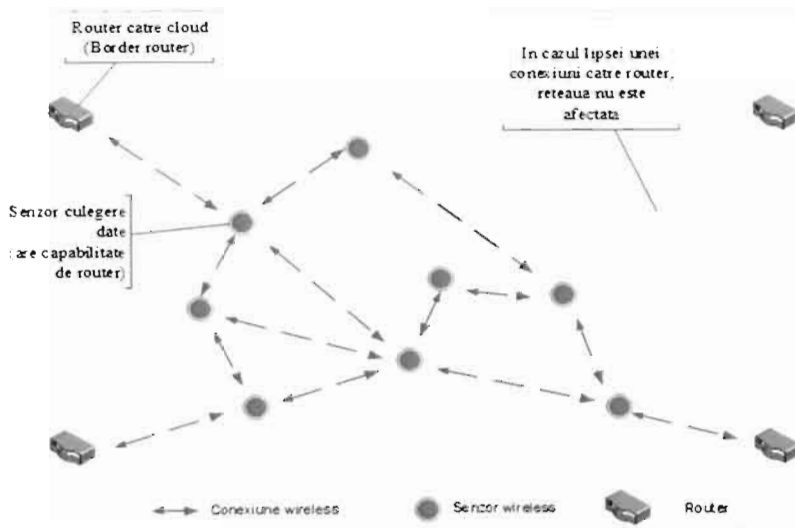 Router catre cloud
(Border router)
In cazul lipsei unei
conexiuni catre router,
reteaua nu este
afectata
Senzor culegere
date
(are capabilitate
de router)
Conexiune wireless
Senzor wireless
Router